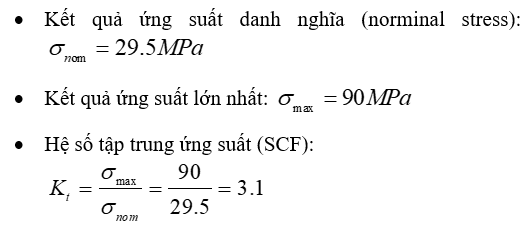 • Kết quả ứng suất danh nghĩa (norminal stress):
σ_nom = 29.5MPa
• Kết quả ứng suất lớn nhất: σ_max = 90MPa
• Hệ số tập trung ứng suất (SCF):
K_t = σ_max / σ_nom = 90 / 29.5 = 3.1